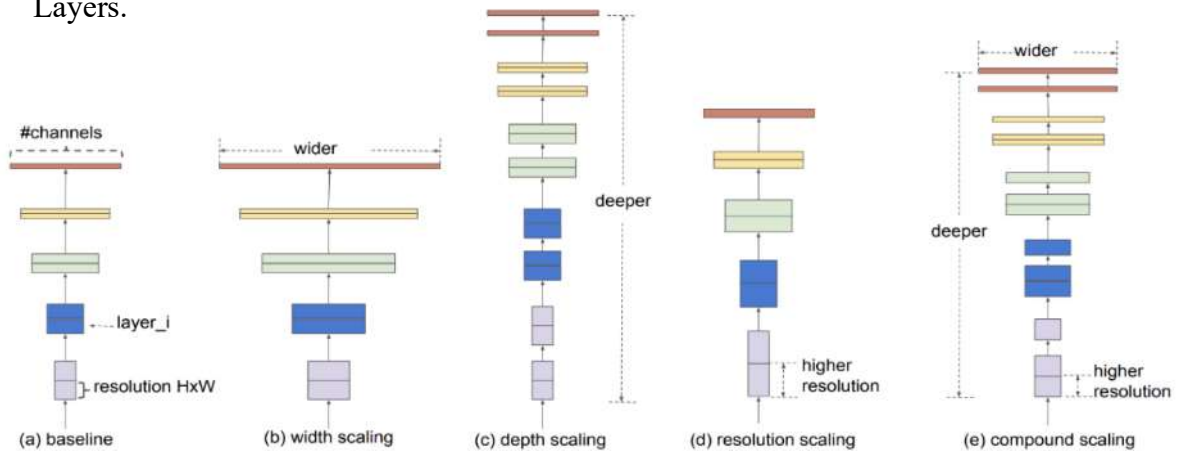 Layers.
#channels
layer_i
resolution HxW
(a) baseline
wider
(b) width scaling
deeper
(c) depth scaling
higher
resolution
(d) resolution scaling
wider
deeper
higher
resolution
(e) compound scaling